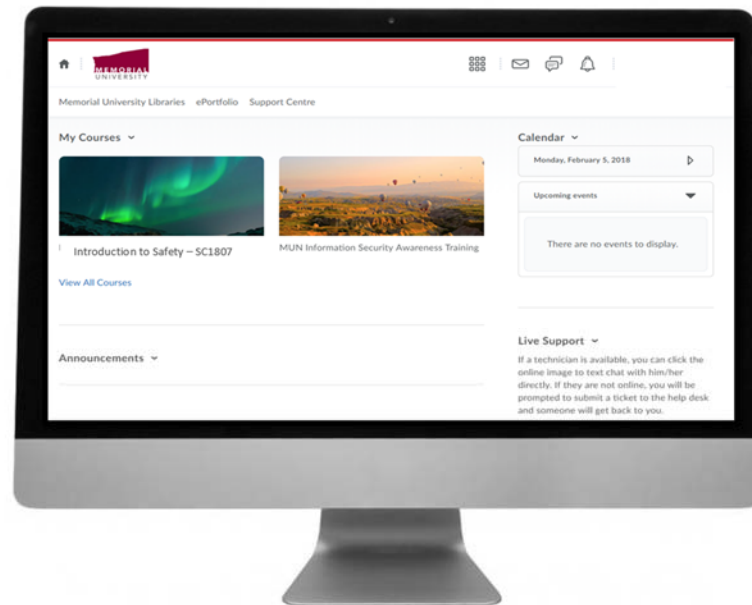 MEMORIAL
UNIVERSITY
Memorial University Libraries ePortfolio Support Centre
My Courses
Introduction to Safety – SC1807
MUN Information Security Awareness Training
View All Courses
Announcements
Calendar
Monday, February 5, 2018
Upcoming events
There are no events to display.
Live Support
If a technician is available, you can click the
online image to text chat with him/her
directly. If they are not online, you will be
prompted to submit a ticket to the help desk
and someone will get back to you.